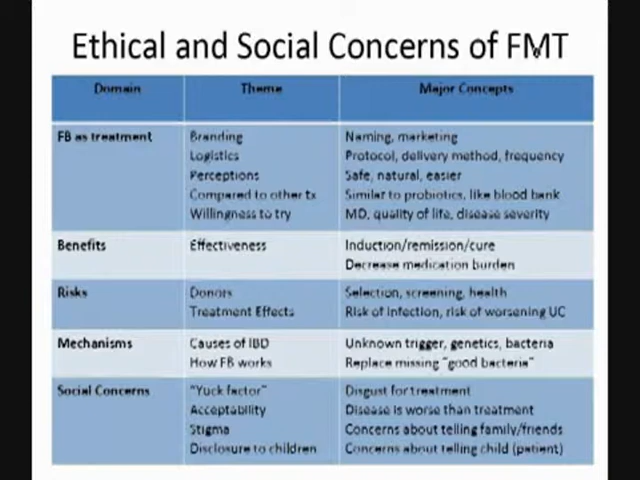 Ethical and Social Concerns of FMT
Domain Theme Major Concepts
FB as treatment Branding Naming, marketing
Logistics Protocol, delivery method, frequency
Perceptions Safe, natural, easier
Compared to other tx Similar to probiotics, like blood bank
Willingness to try MD, quality of life, disease severity
Benefits Effectiveness Induction/remission/cure
Decrease medication burden
Risks Donors Selection, screening, health
Treatment Effects Risk of infection, risk of worsening UC
Mechanisms Causes of IBD Unknown trigger, genetics, bacteria
How FB works Replace missing "good bacteria"
Social Concerns "Yuck factor" Disgust for treatment
Acceptability Disease is worse than treatment
Stigma Concerns about telling family/friends
Disclosure to children Concerns about telling child (patient)